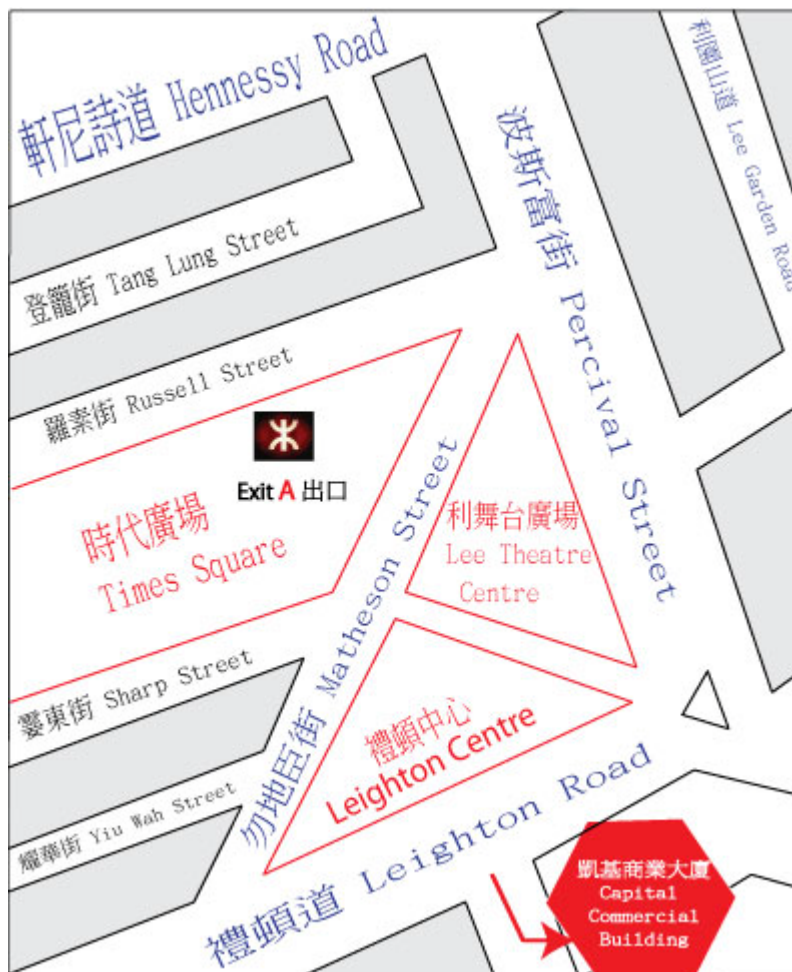 軒尼詩道 Hennessy Road
利園山道 Lee Garden Road
波斯富街 Percival Street
登籠街 Tang Lung Street
羅素街 Russell Street
Exit A 出口
時代廣場
Times Square
利舞台廣場
Lee Theatre
Centre
勿地臣街 Matheson Street
霎東街 Sharp Street
禮頓中心
Leighton Centre
耀華街 Yiu Wah Street
禮頓道 Leighton Road
凱基商業大廈
Capital
Commercial
Building